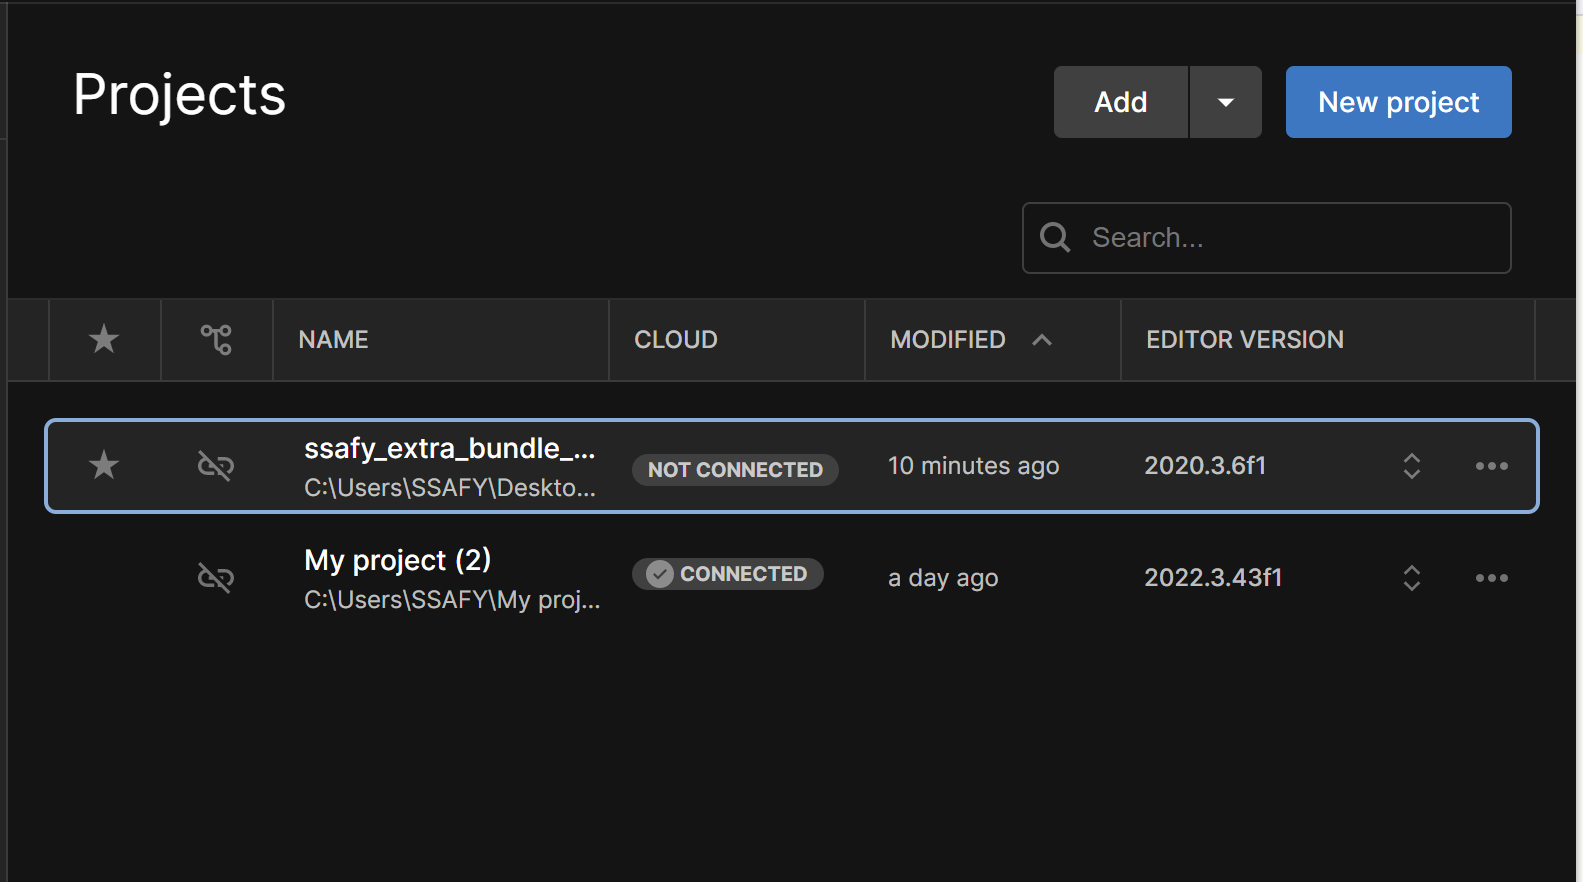 Projects
Add
New project
Search...
NAME
CLOUD
MODIFIED
EDITOR VERSION
ssafy_extra_bundle_...
C:\Users\SSAFY\Deskto...
NOT CONNECTED
10 minutes ago
2020.3.6f1
My project (2)
C:\Users\SSAFY\My proj...
CONNECTED
a day ago
2022.3.43f1